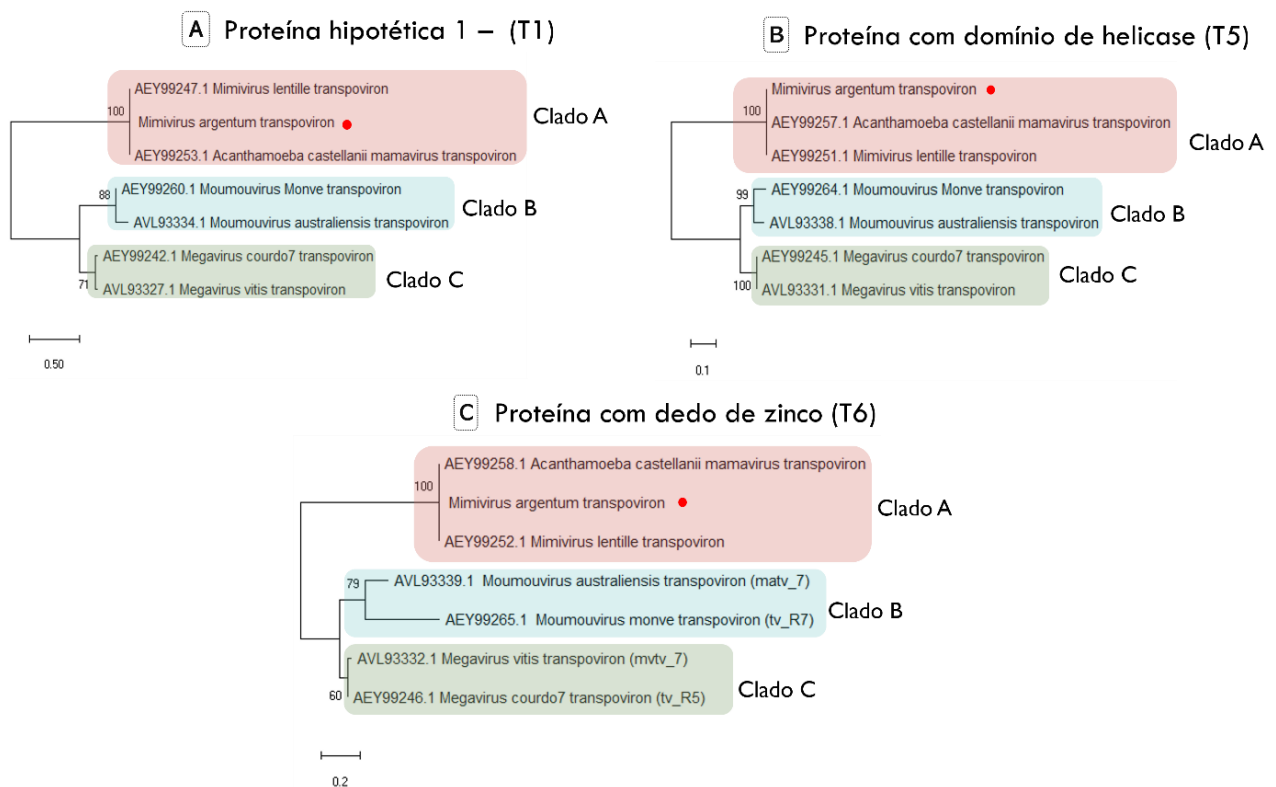 A Proteína hipotética 1 – (T1)
AEY99247.1 Mimivirus lentille transpoviron
100
Mimivirus argentum transpoviron
AEY99253.1 Acanthamoeba castellanii mamavirus transpoviron
Clado A
88
AEY99260.1 Moumouvirus Monve transpoviron
AVL93334.1 Moumouvirus australiensis transpoviron
Clado B
AEY99242.1 Megavirus courdo7 transpoviron
71
AVL93327.1 Megavirus vitis transpoviron
Clado C
0.50
B Proteína com domínio de helicase (T5)
Mimivirus argentum transpoviron
100
AEY99257.1 Acanthamoeba castellanii mamavirus transpoviron
AEY99251.1 Mimivirus lentille transpoviron
Clado A
99
AEY99264.1 Moumouvirus Monve transpoviron
AVL93338.1 Moumouvirus australiensis transpoviron
Clado B
AEY99245.1 Megavirus courdo7 transpoviron
100
AVL93331.1 Megavirus vitis transpoviron
Clado C
0.1
C Proteína com dedo de zinco (T6)
AEY99258.1 Acanthamoeba castellanii mamavirus transpoviron
100
Mimivirus argentum transpoviron
AEY99252.1 Mimivirus lentille transpoviron
Clado A
79
AVL93339.1 Moumouvirus australiensis transpoviron (matv_7)
AEY99265.1 Moumouvirus monve transpoviron (tv_R7)
Clado B
AVL93332.1 Megavirus vitis transpoviron (mvtv_7)
60
AEY99246.1 Megavirus courdo7 transpoviron (tv_R5)
Clado C
0.2